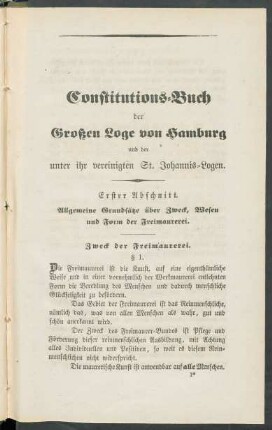 Constitutions-Buch
der
Großen Loge von Hamburg
und der
unter ihr vereinigten St. Johannis-Logen.
Erster Abschnitt.
Allgemeine Grundsätze über Zweck, Wesen
und Form der Freimaurerei.
Zweck der Freimaurerei.
§ 1.
Die Freimaurerei ist die Kunst, auf eine eigenthümliche
Weise und in einer vornehmlich der Werkmaurerei entlehnten
Form die Veredlung des Menschen und dadurch menschliche
Glückseligkeit zu befördern.
Das Gebiet der Freimaurerei ist das Reinmenschliche,
nämlich das, was von allen Menschen als wahr, gut und
schön anerkannt wird.
Der Zweck des Freimaurer-Bundes ist Pflege und
Förderung dieser reinmenschlichen Ausbildung, mit Achtung
alles Individuellen und Positiven, so weit es diesem Rein-
menschlichen nicht widerspricht.
Die maurerische Kunst ist anwendbar auf alle Menschen.
1*